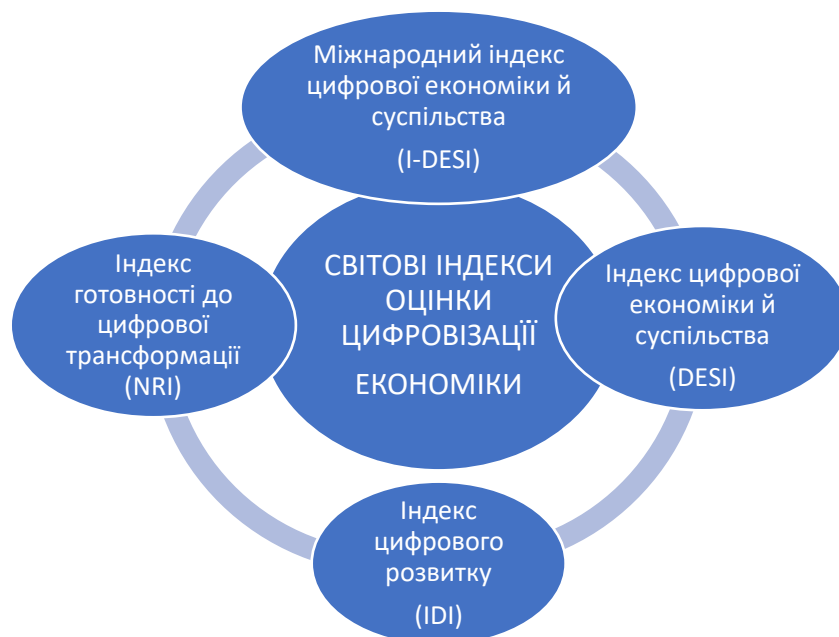 Міжнародний індекс
цифрової економіки й
суспільства
(I-DESI)
Індекс
готовності до
цифрової
трансформації
(NRI)
СВІТОВІ ІНДЕКСИ
ОЦІНКИ
ЦИФРОВІЗАЦІЇ
ЕКОНОМІКИ
Індекс цифрової
економіки й
суспільства
(DESI)
Індекс
цифрового
розвитку
(IDI)